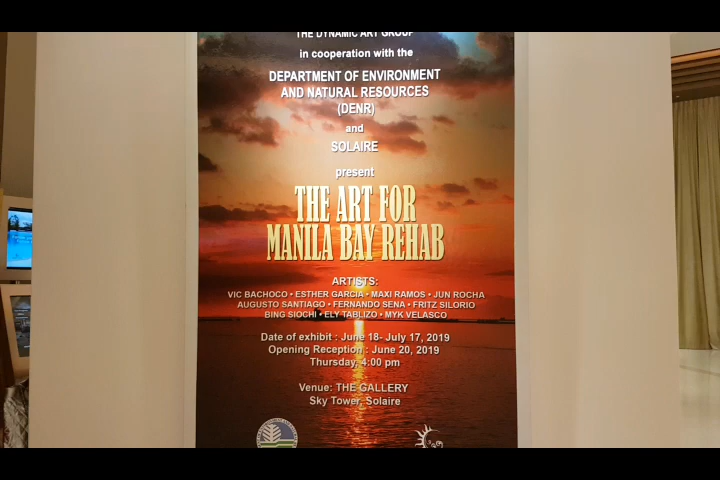 THE DYNAMIC ART GROUP
in cooperation with the
DEPARTMENT OF ENVIRONMENT
AND NATURAL RESOURCES
(DENR)
and
SOLAIRE
present
THE ART FOR
MANILA BAY REHAB
ARTISTS:
VIC BACHOCO • ESTHER GARCIA • MAXI RAMOS • JUN ROCHA
AUGUSTO SANTIAGO • FERNANDO SENA • FRITZ SILORIO
BING SIOCHI • ELY TABLIZO • MYK VELASCO
Date of exhibit : June 18- July 17, 2019
Opening Reception : June 20, 2019
Thursday, 4:00 pm
Venue: THE GALLERY
Sky Tower, Solaire